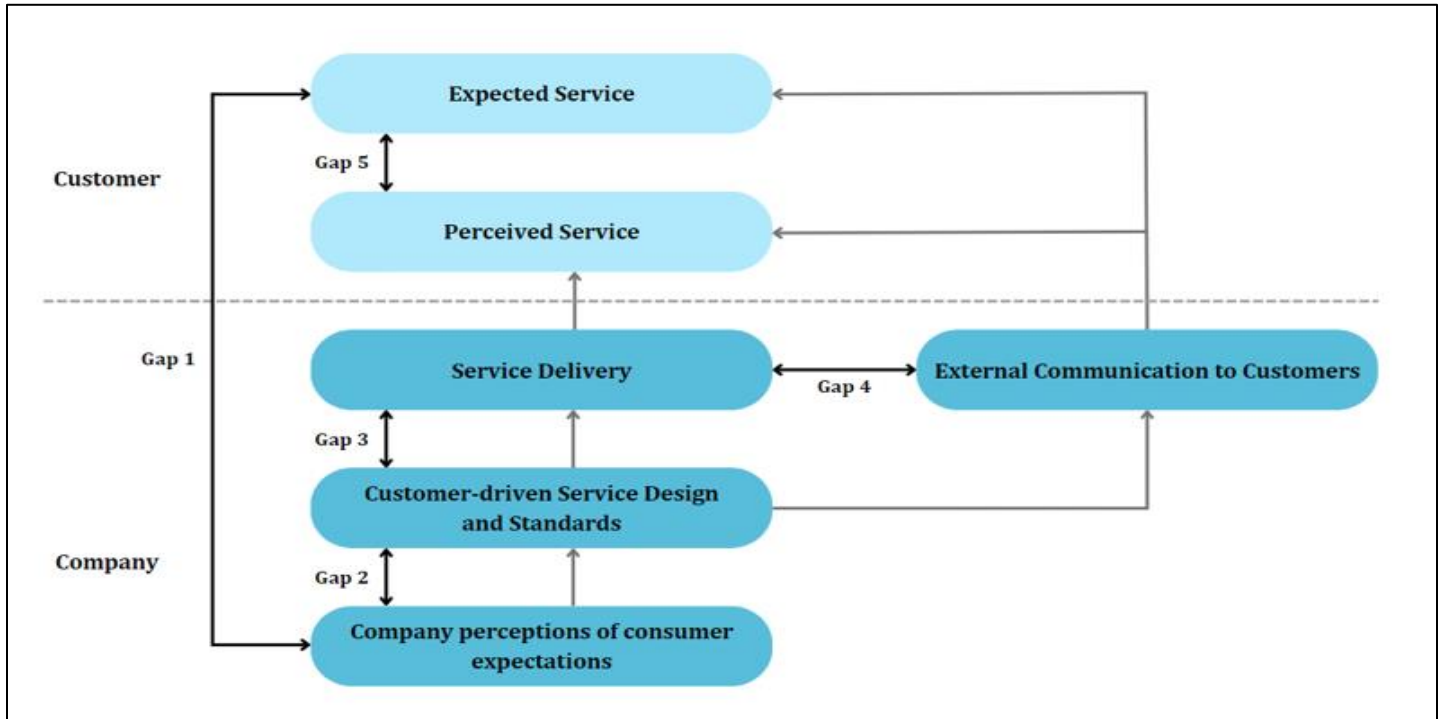 Expected Service
Gap 5
Customer
Perceived Service
Gap 1
Service Delivery
Gap 4
External Communication to Customers
Gap 3
Customer-driven Service Design
and Standards
Company
Gap 2
Company perceptions of consumer
expectations